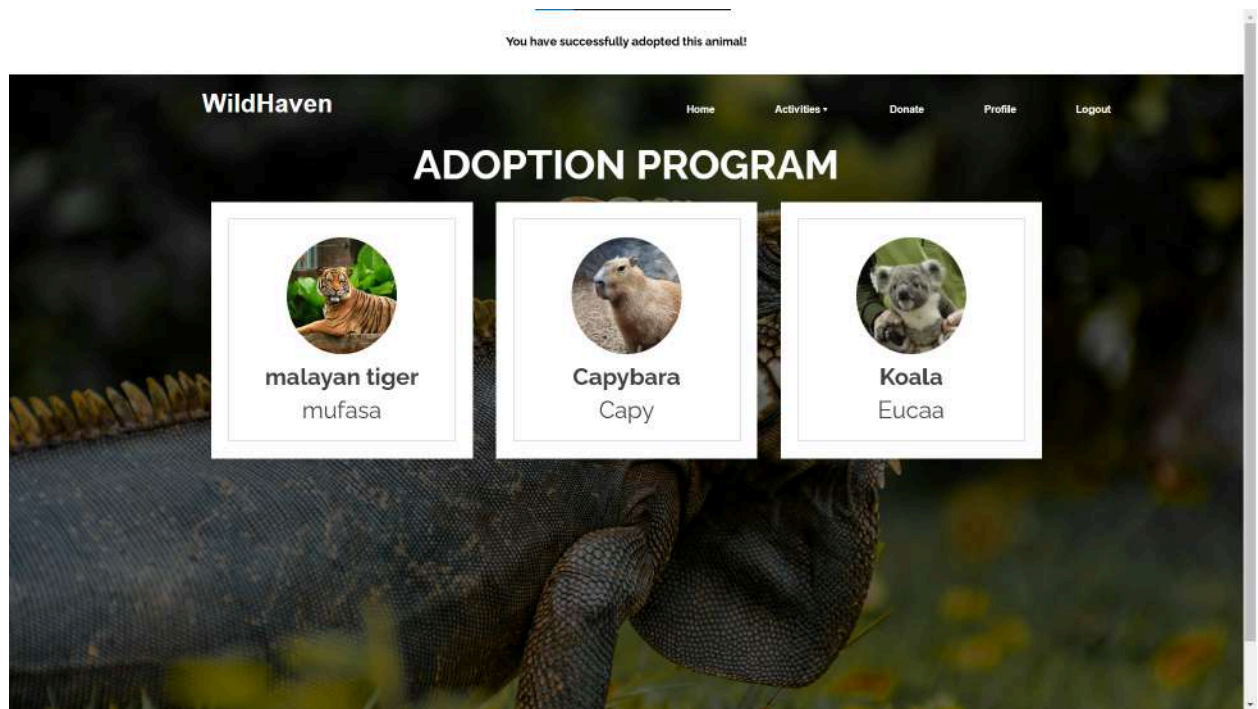 You have successfully adopted this animal!
WildHaven
Home Activities Donate Profile Logout
ADOPTION PROGRAM
malayan tiger
mufasa
Capybara
Capy
Koala
Eucaa